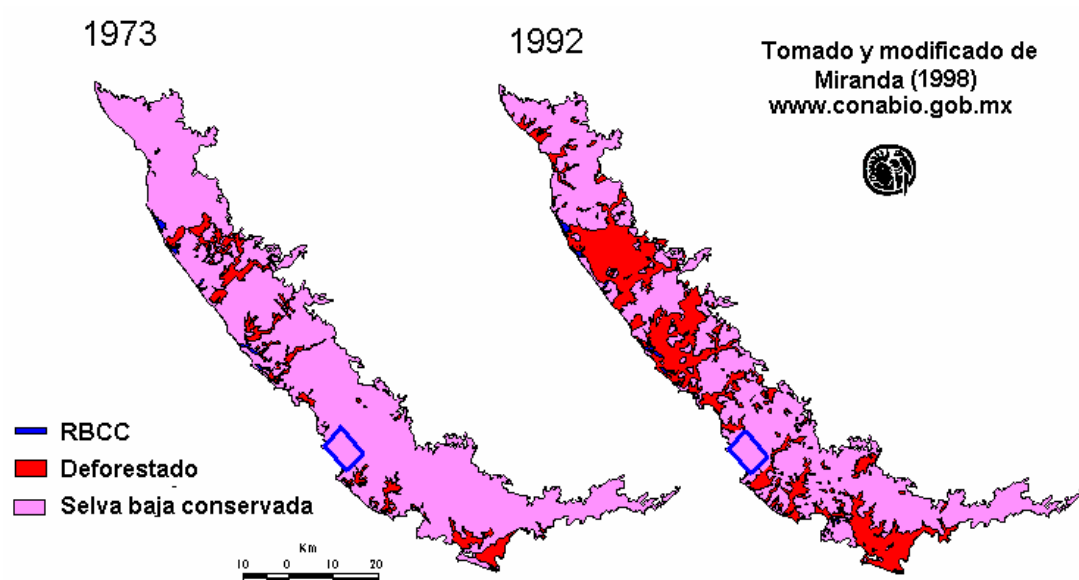 1973
1992
Tomado y modificado de
Miranda (1998)
www.conabio.gob.mx
RBCC
Deforestado
Selva baja conservada
Km
10 0 10 20